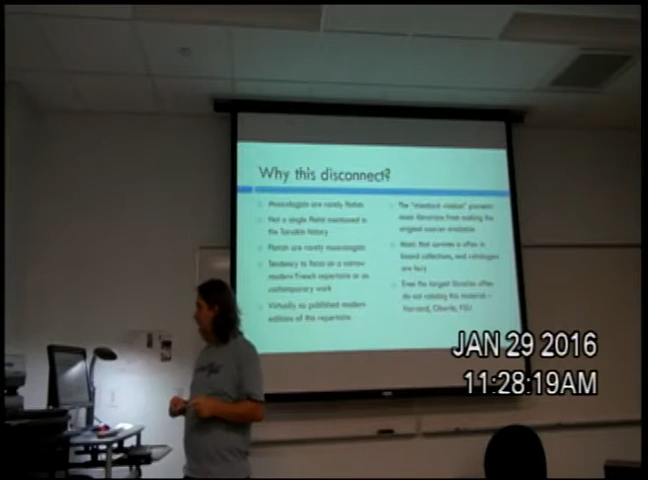 Why this disconnect?
Musicologists are rarely flutists
Not a single flutist mentioned in
the Taruskin history
Flutists are rarely musicologists
Tendency to focus on a narrow
modern French repertoire or on
contemporary work
Virtually no published modern
editions of this repertoire
The "standard wisdom" prevents
most librarians from making the
original sources available
Music that survives is often in
bound collections, and catalogers
are busy
Even the largest libraries often
do not catalog this material –
Harvard, Oberlin, FSU
JAN 29 2016
11:28:19AM